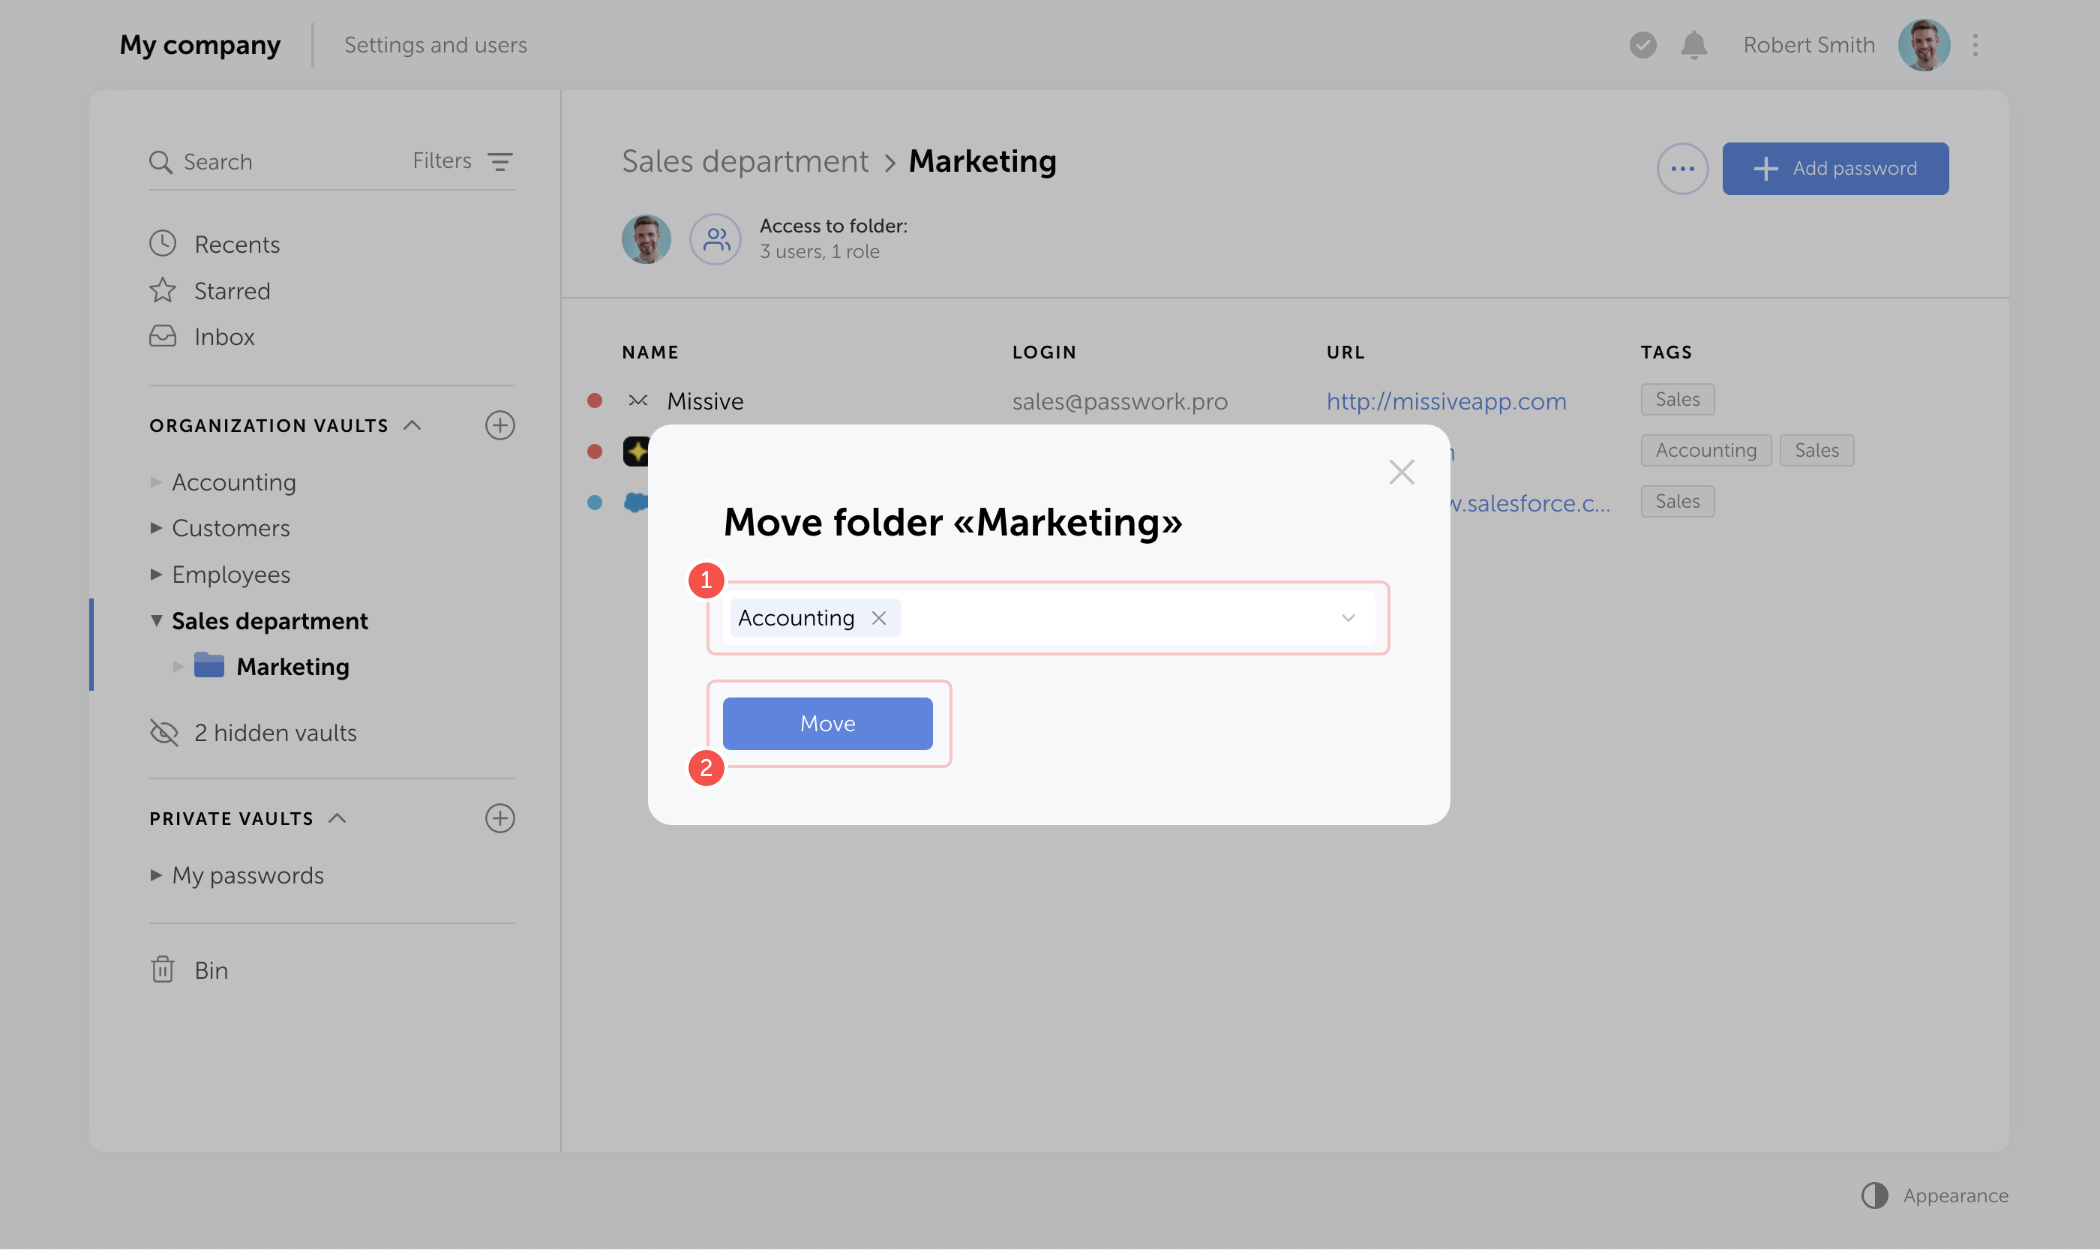 My company
Settings and users
Robert Smith
Search
Filters
Recents
Starred
Inbox
ORGANIZATION VAULTS
Accounting
Customers
Employees
Sales department
Marketing
2 hidden vaults
PRIVATE VAULTS
My passwords
Bin
Sales department > Marketing
Add password
Access to folder:
3 users, 1 role
NAME LOGIN URL TAGS
Missive sales@passwork.pro http://missiveapp.com Sales
Accounting Sales
w.salesforce.c... Sales
Move folder «Marketing»
1
Accounting
Move
2
Appearance